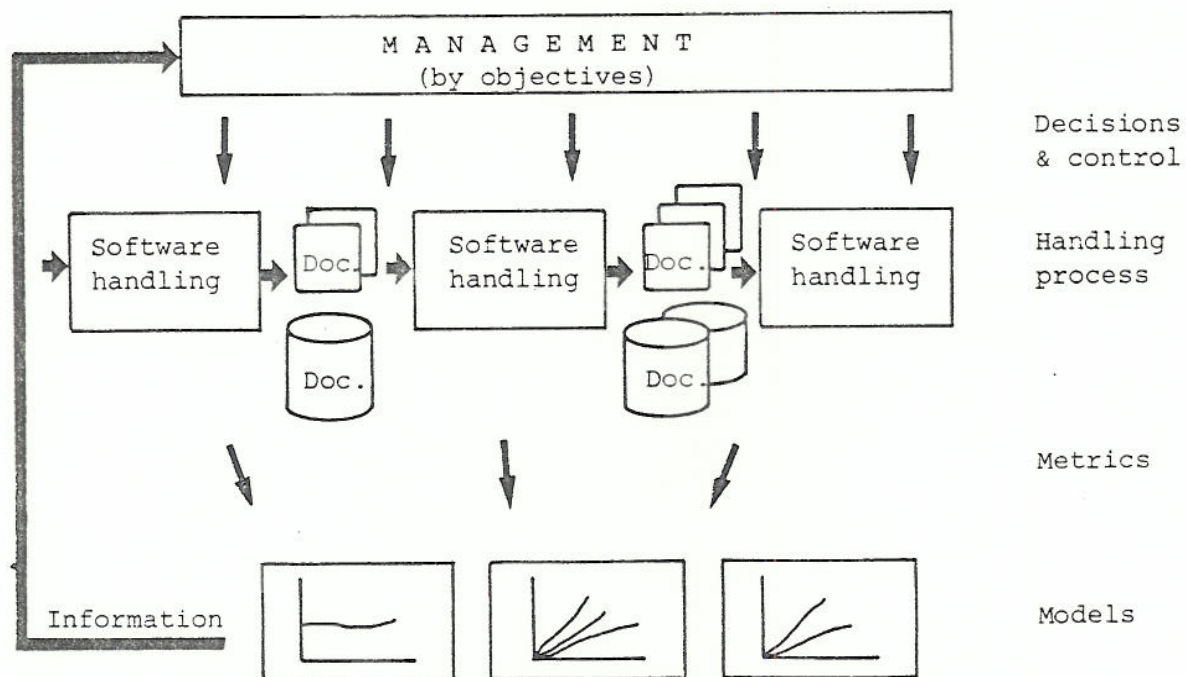 M A N A G E M E N T
(by objectives)
Decisions
& control
Software
handling
Doc.
Software
handling
Doc.
Software
handling
Handling
process
Doc.
Doc.
Metrics
Information
Models